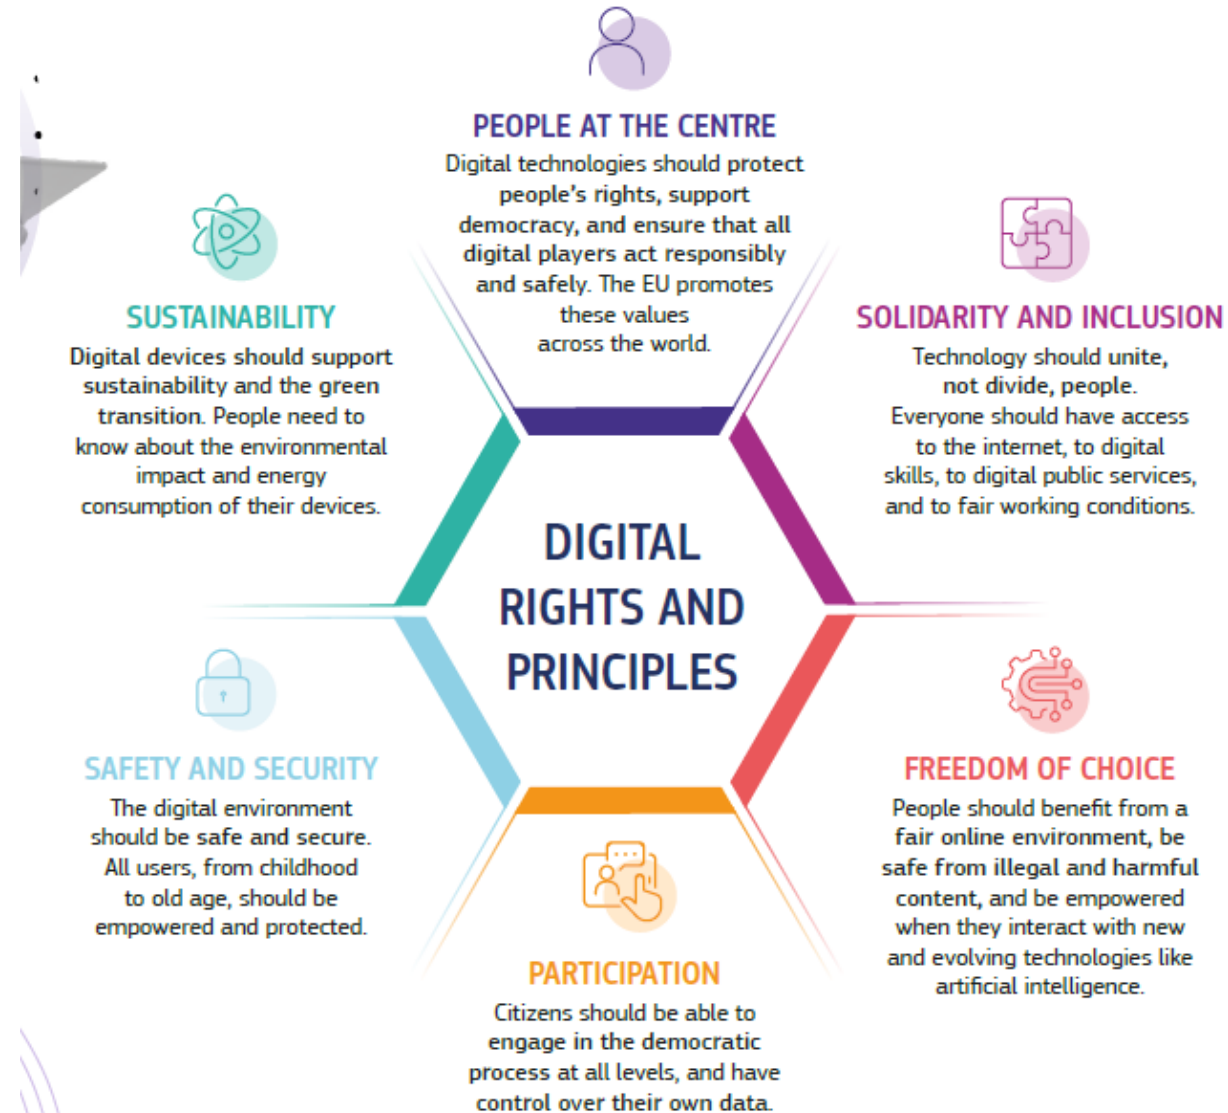 PEOPLE AT THE CENTRE
Digital technologies should protect
people's rights, support
democracy, and ensure that all
digital players act responsibly
and safely. The EU promotes
these values
across the world.
SUSTAINABILITY
Digital devices should support
sustainability and the green
transition. People need to
know about the environmental
impact and energy
consumption of their devices.
SOLIDARITY AND INCLUSION
Technology should unite,
not divide, people.
Everyone should have access
to the internet, to digital
skills, to digital public services,
and to fair working conditions.
DIGITAL
RIGHTS AND
PRINCIPLES
SAFETY AND SECURITY
The digital environment
should be safe and secure.
All users, from childhood
to old age, should be
empowered and protected.
FREEDOM OF CHOICE
People should benefit from a
fair online environment, be
safe from illegal and harmful
content, and be empowered
when they interact with new
and evolving technologies like
artificial intelligence.
PARTICIPATION
Citizens should be able to
engage in the democratic
process at all levels, and have
control over their own data.